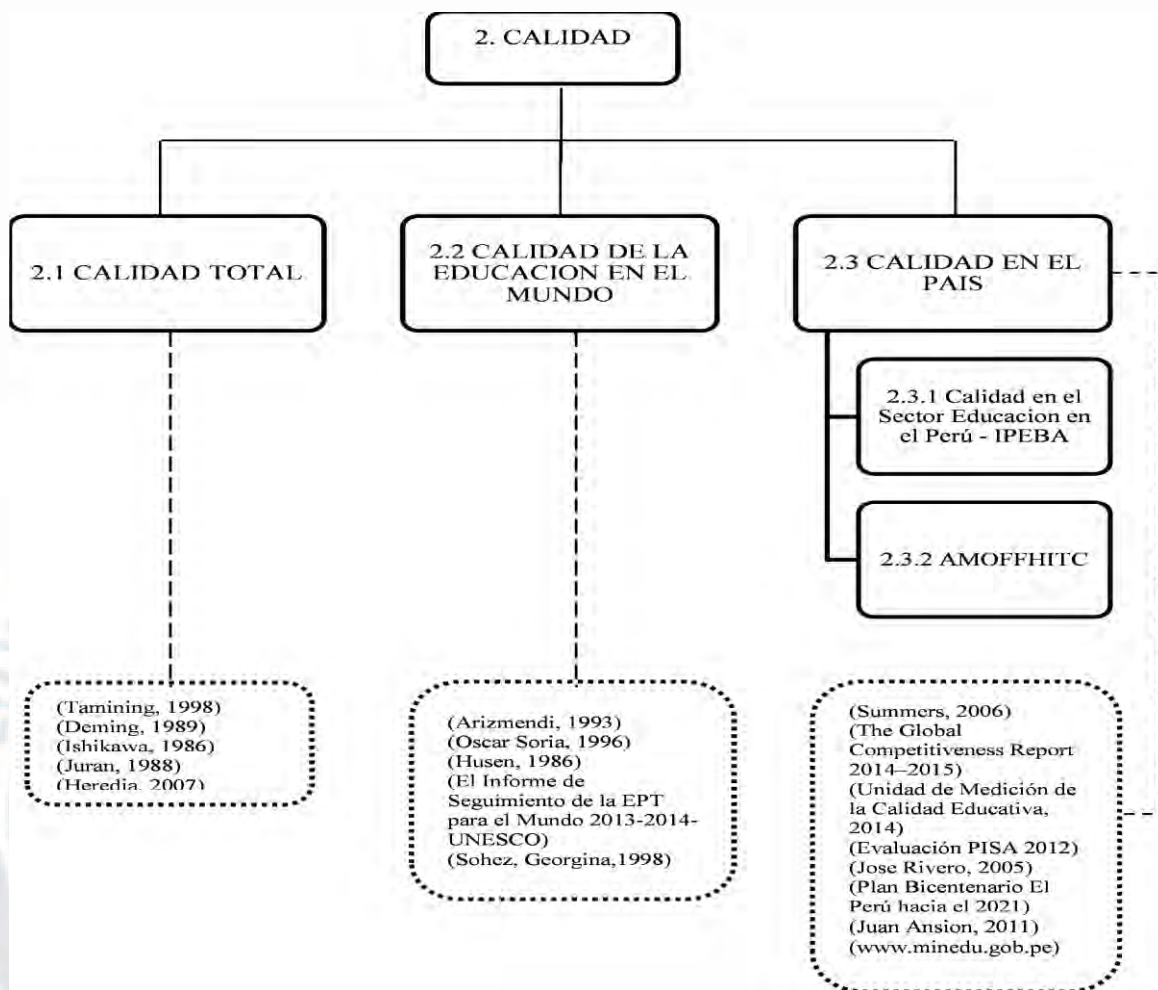 2. CALIDAD
2.1 CALIDAD TOTAL
2.2 CALIDAD DE LA
EDUCACION EN EL
MUNDO
2.3 CALIDAD EN EL
PAIS
2.3.1 Calidad en el
Sector Educacion en
el Perú - IPEBA
2.3.2 AMOFFHITC
(Tamining, 1998)
(Deming, 1989)
(Ishikawa, 1986)
(Juran, 1988)
(Heredia, 2007)
(Arizmendi, 1993)
(Oscar Soria, 1996)
(Husen, 1986)
(El Informe de
Seguimiento de la EPT
para el Mundo 2013-2014-
UNESCO)
(Sohez, Georgina,1998)
(Summers, 2006)
(The Global
Competitiveness Report
2014–2015)
(Unidad de Medición de
la Calidad Educativa,
2014)
(Evaluación PISA 2012)
(Jose Rivero, 2005)
(Plan Bicentenario El
Perú hacia el 2021)
(Juan Ansion, 2011)
(www.minedu.gob.pe)